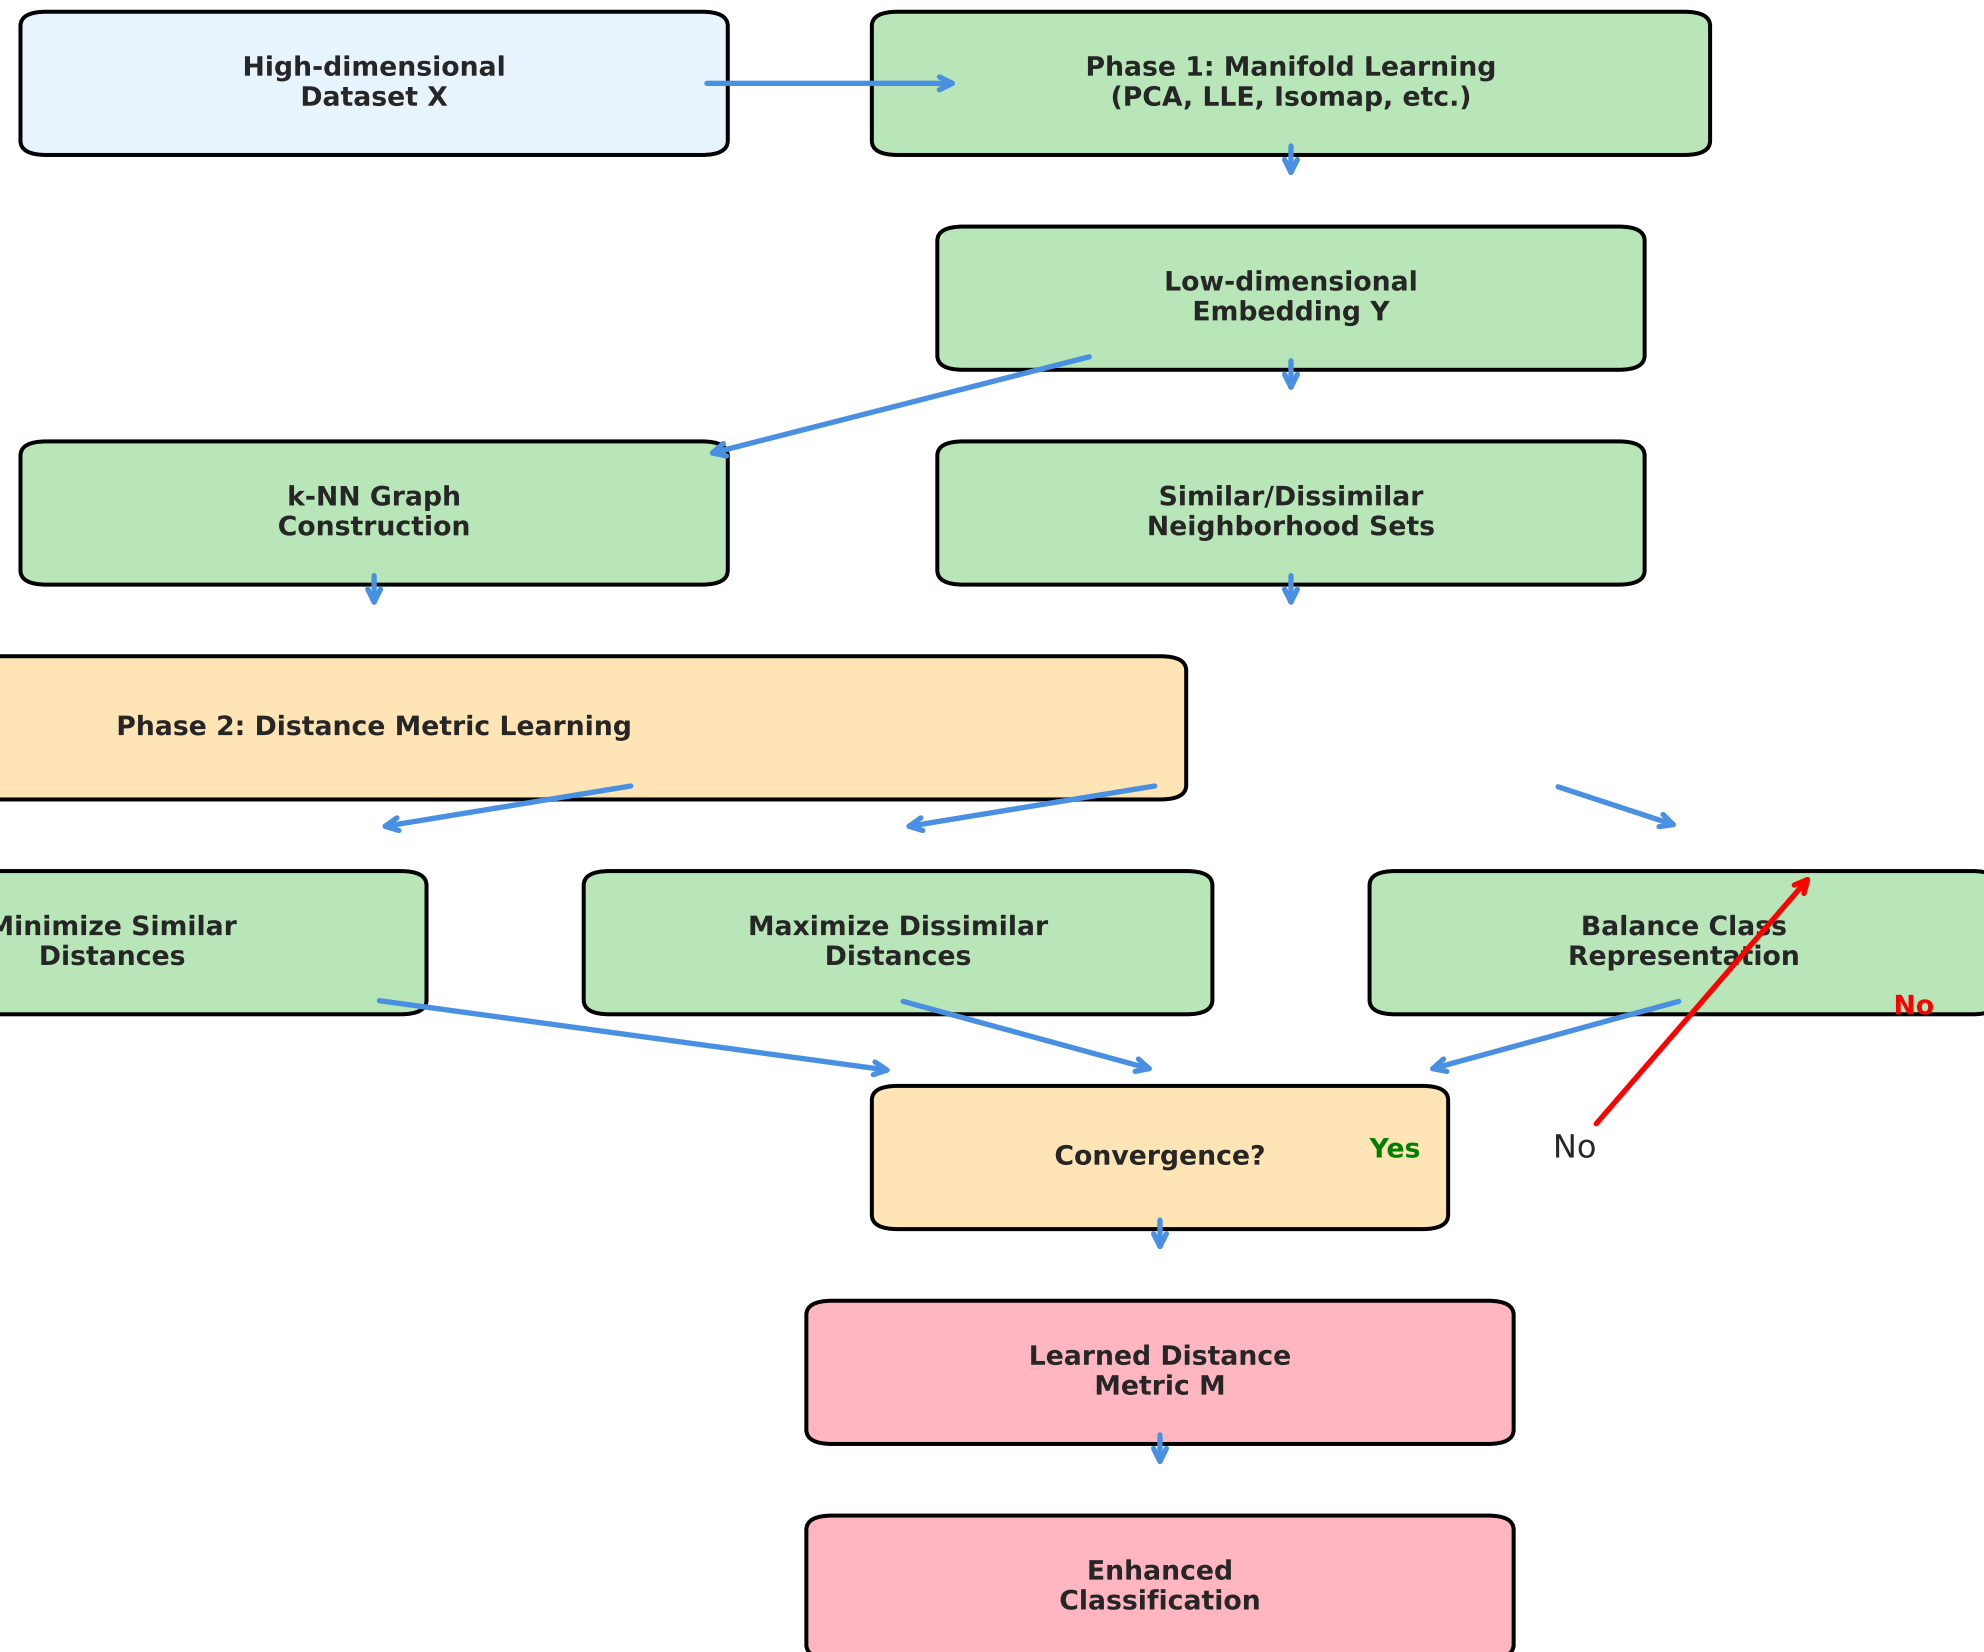 High-dimensional
Dataset X
Phase 1: Manifold Learning
(PCA, LLE, Isomap, etc.)
Low-dimensional
Embedding Y
k-NN Graph
Construction
Similar/Dissimilar
Neighborhood Sets
Phase 2: Distance Metric Learning
Minimize Similar
Distances
Maximize Dissimilar
Distances
Balance Class
Representation
No
Convergence?
Yes
No
Learned Distance
Metric M
Enhanced
Classification